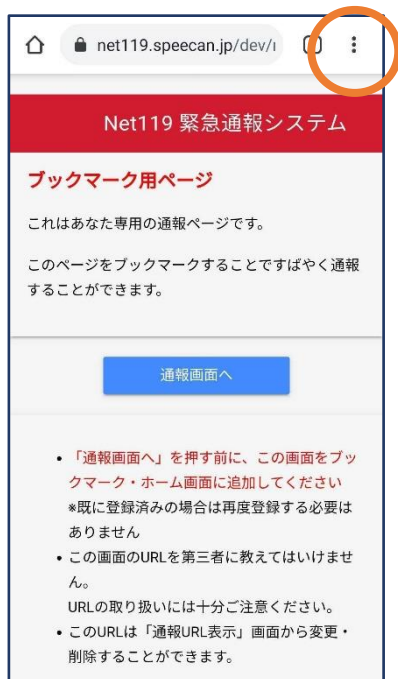 net119.speecan.jp/dev/
Net119 緊急通報システム
ブックマーク用ページ
これはあなた専用の通報ページです。
このページをブックマークすることですばやく通報
することができます。
通報画面へ
• 「通報画面へ」を押す前に、この画面をブッ
クマーク・ホーム画面に追加してください
*既に登録済みの場合は再度登録する必要は
ありません
• この画面のURLを第三者に教えてはいけませ
ん。
URLの取り扱いには十分ご注意ください。
• このURLは「通報URL表示」画面から変更・
削除することができます。